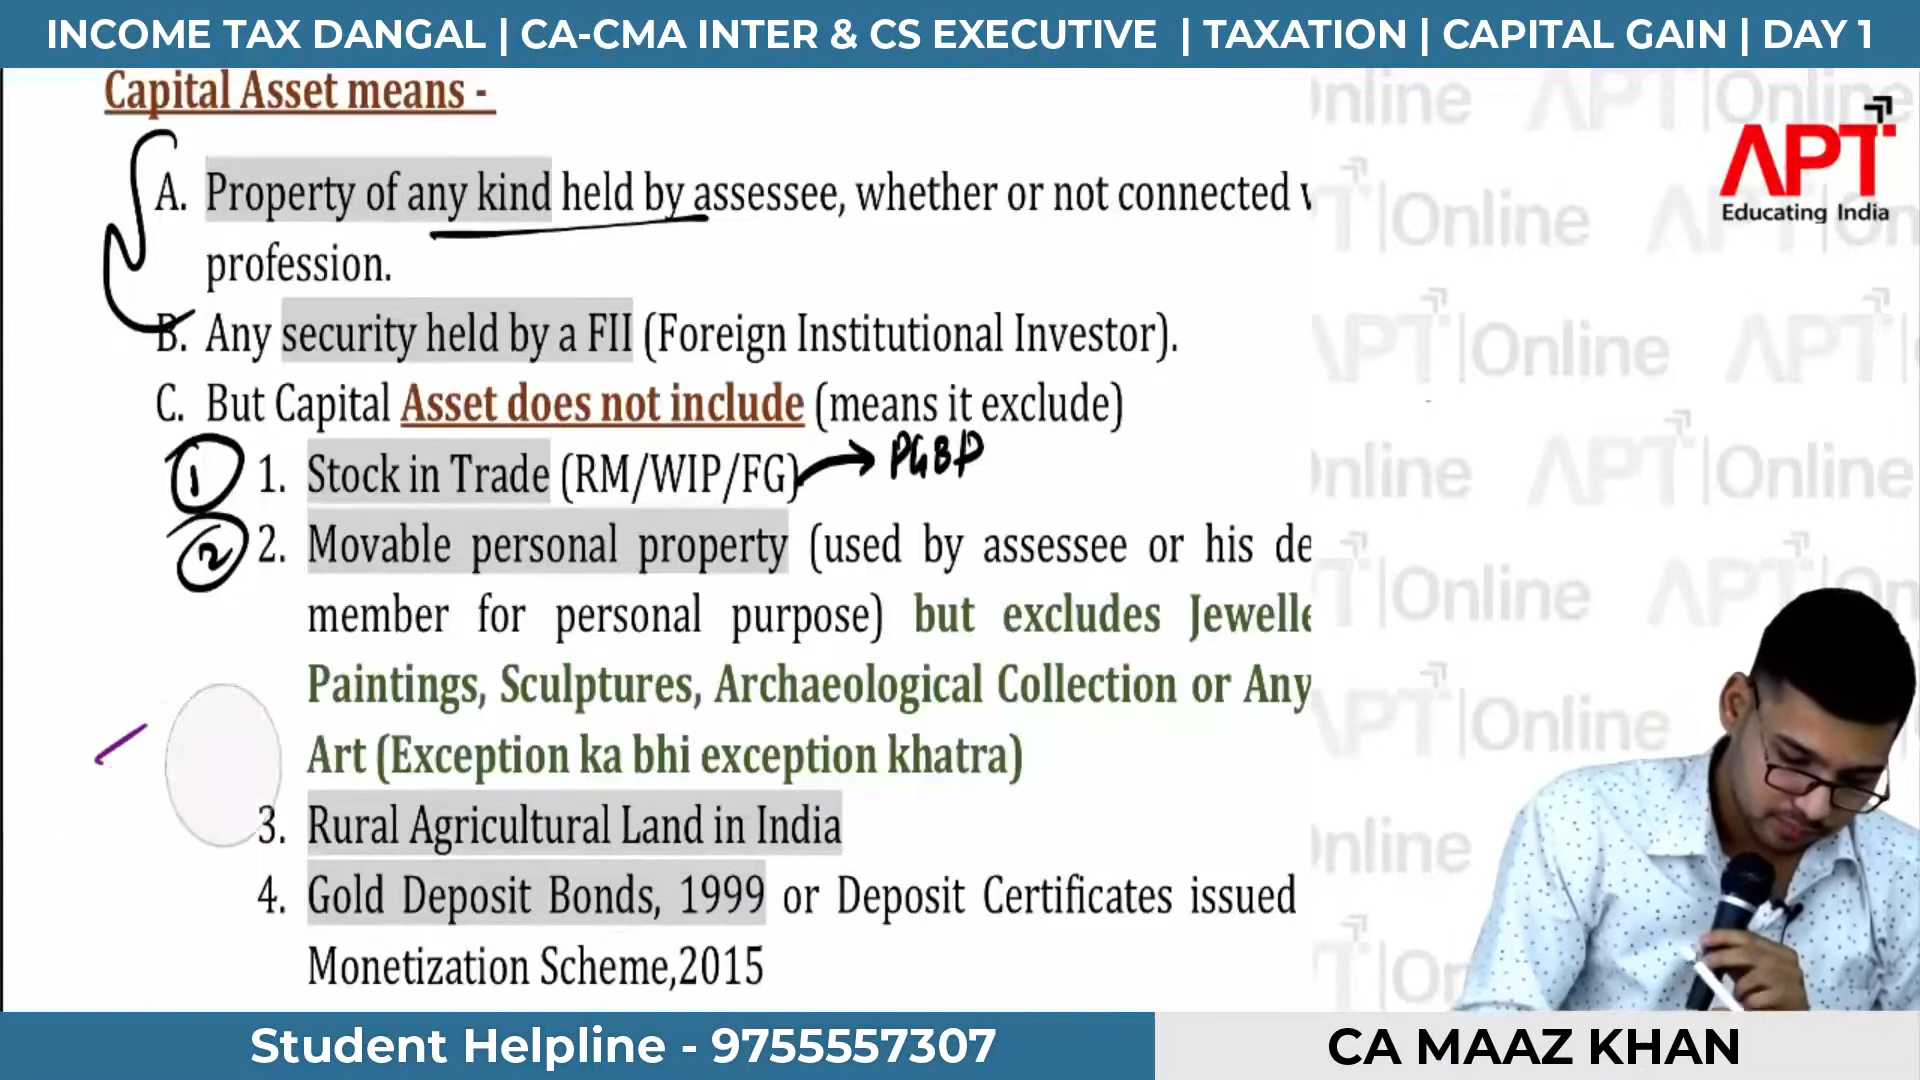 INCOME TAX DANGAL | CA-CMA INTER & CS EXECUTIVE | TAXATION | CAPITAL GAIN | DAY 1
Capital Asset means -
A. Property of any kind held by assessee, whether or not connected
profession.
B. Any security held by a FII (Foreign Institutional Investor).
C. But Capital Asset does not include (means it exclude)
1 1. Stock in Trade (RM/WIP/FG) → PGBP
2 2. Movable personal property (used by assessee or his de
member for personal purpose) but excludes Jewelle
Paintings, Sculptures, Archaeological Collection or Any
Art (Exception ka bhi exception khatra)
3. Rural Agricultural Land in India
4. Gold Deposit Bonds, 1999 or Deposit Certificates issued
Monetization Scheme,2015
APT
Educating India
APT|Online
Student Helpline - 9755557307
CA MAAZ KHAN